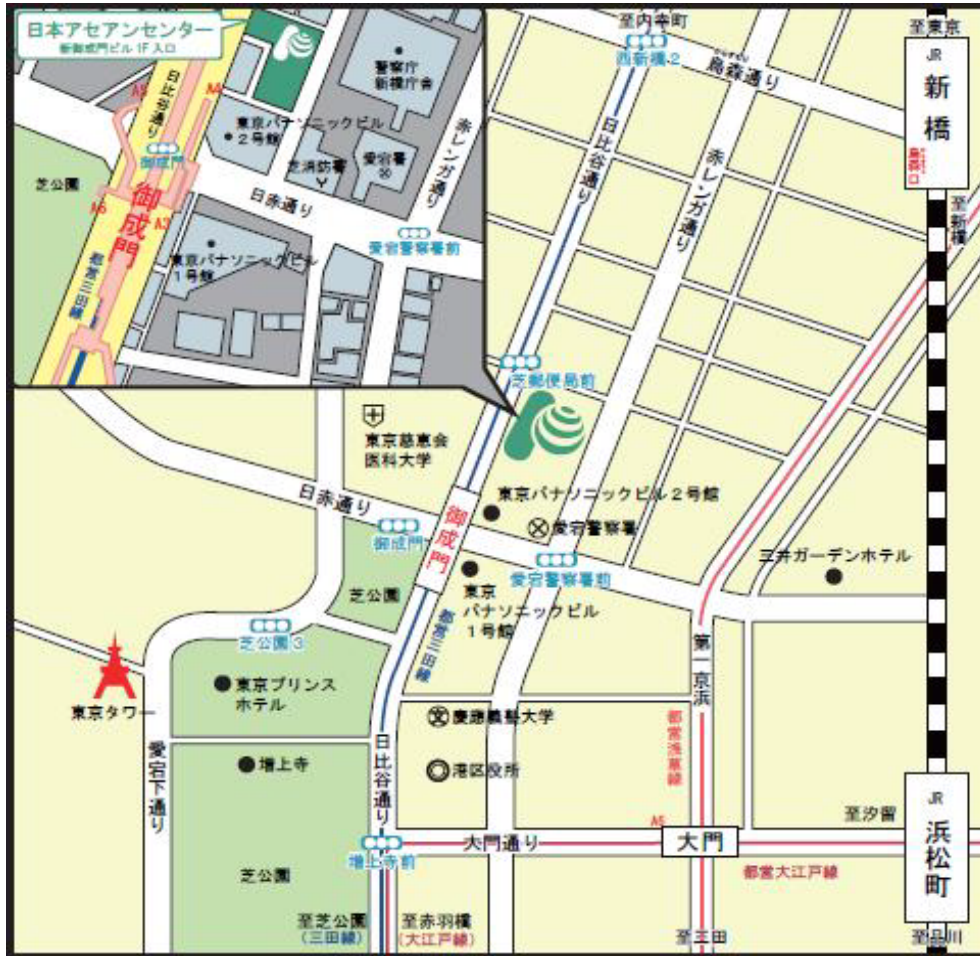 日本アセアンセンター
新御成門ビル 1F 入口
日比谷通り
A5
A4
警察庁
新橋庁舎
東京パナソニックビル
2号館
芝消防署
愛宕署
赤レンガ通り
御成門
芝公園
日赤通り
A6
御成門
A3
愛宕警察署前
東京パナソニックビル
1号館
都営三田線
至内幸町
西新橋2
烏森通り
至東京
JR
新橋
烏森口
日比谷通り
赤レンガ通り
至新橋
芝郵便局前
東京慈恵会
医科大学
日赤通り
東京パナソニックビル2号館
御成門
御成門
愛宕警察署
愛宕警察署前
三井ガーデンホテル
東京
パナソニックビル
1号館
芝公園
芝公園3
都営三田線
第一京浜
東京タワー
東京プリンス
ホテル
慶應義塾大学
都営浅草線
愛宕下通り
増上寺
日比谷通り
港区役所
JR
浜松町
至汐留
A6
大門通り
大門
増上寺前
都営大江戸線
芝公園
至芝公園
(三田線)
至赤羽橋
(大江戸線)
至三田
至品川